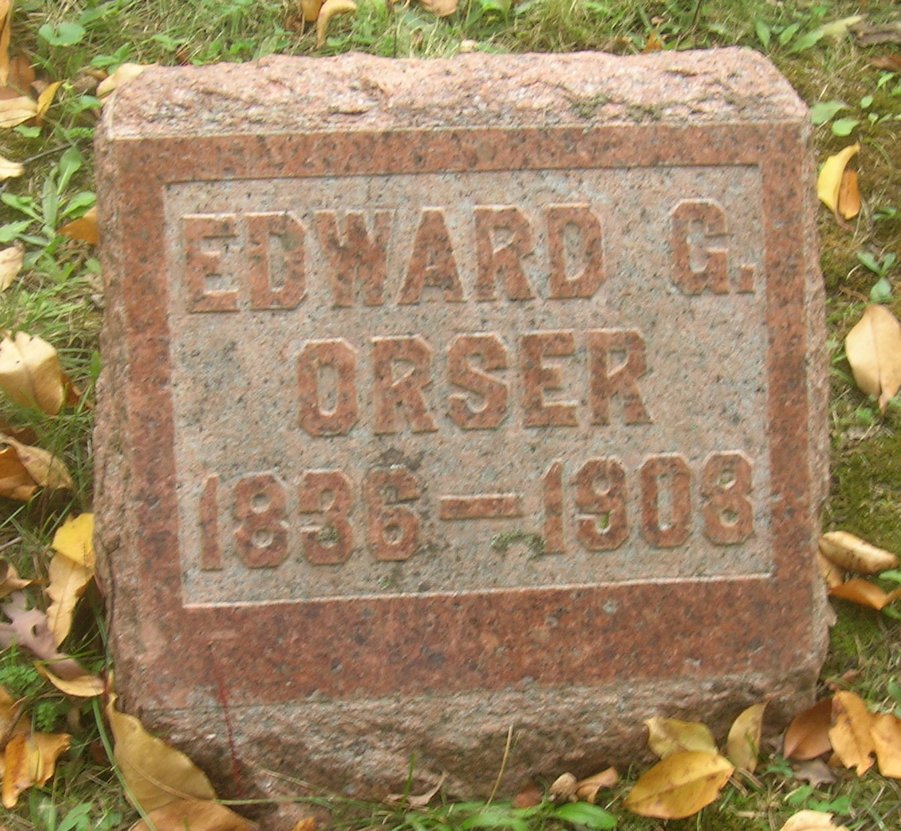 EDWARD G.
ORSER
1836-1908